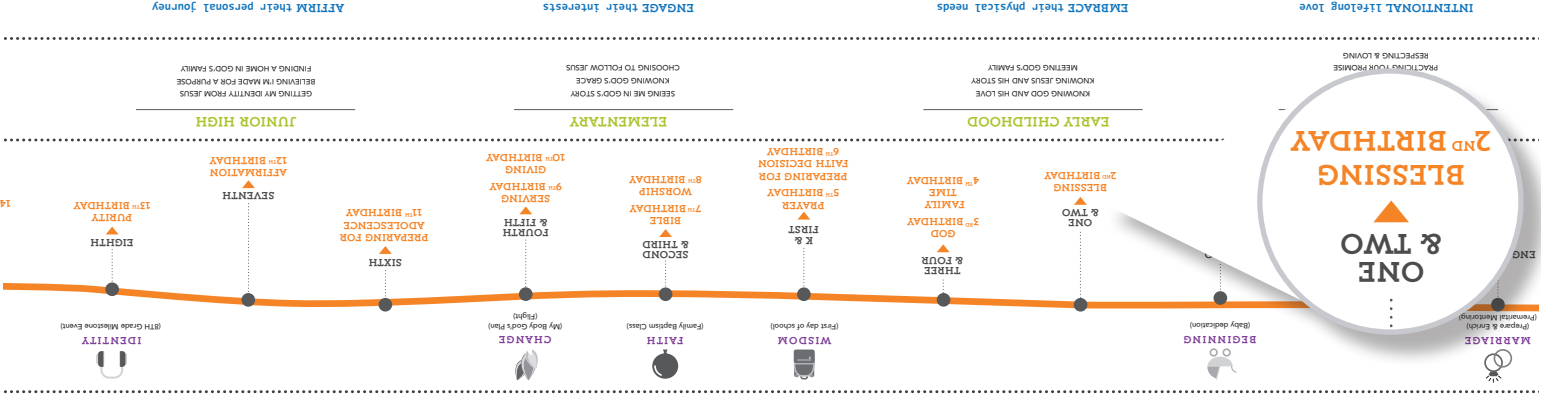 MARRIAGE
(Prepare & Enrich)
(Premarital Mentoring)
BEGINNING
(Baby dedication)
WISDOM
(First day of school)
FAITH
(Family Baptism Class)
CHANGE
(My Body God's Plan)
(Flight)
IDENTITY
(8TH Grade Milestone Event)
ONE
& TWO
BLESSING
2ND BIRTHDAY
ONE
& TWO
BLESSING
2ND BIRTHDAY
THREE
& FOUR
GOD
3RD BIRTHDAY
FAMILY
TIME
4TH BIRTHDAY
K &
FIRST
PRAYER
5TH BIRTHDAY
PREPARING FOR
FAITH DECISION
6TH BIRTHDAY
SECOND
& THIRD
BIBLE
7TH BIRTHDAY
WORSHIP
8TH BIRTHDAY
FOURTH
& FIFTH
SERVING
9TH BIRTHDAY
GIVING
10TH BIRTHDAY
SIXTH
PREPARING FOR
ADOLESCENCE
11TH BIRTHDAY
SEVENTH
AFFIRMATION
12TH BIRTHDAY
EIGHTH
PURITY
13TH BIRTHDAY
14
PRACTICING YOUR PROMISE
RESPECTING & LOVING
EARLY CHILDHOOD
KNOWING GOD AND HIS LOVE
KNOWING JESUS AND HIS STORY
MEETING GOD'S FAMILY
ELEMENTARY
SEEING ME IN GOD'S STORY
KNOWING GOD'S GRACE
CHOOSING TO FOLLOW JESUS
JUNIOR HIGH
GETTING MY IDENTITY FROM JESUS
BELIEVING I'M MADE FOR A PURPOSE
FINDING A HOME IN GOD'S FAMILY
INTENTIONAL lifelong love
EMBRACE their physical needs
ENGAGE their interests
AFFIRM their personal journey